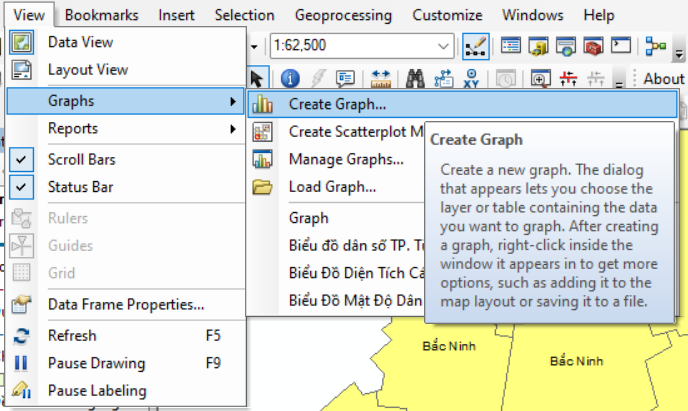 View Bookmarks Insert Selection Geoprocessing Customize Windows Help
Data View
1:62,500
Layout View
About
Graphs
Create Graph...
Reports
Create Scatterplot M
Create Graph
Scroll Bars
Manage Graphs...
Create a new graph. The dialog
that appears lets you choose the
layer or table containing the data
you want to graph. After creating
a graph, right-click inside the
window it appears in to get more
options, such as adding it to the
map layout or saving it to a file.
Status Bar
Load Graph...
Rulers
Graph
Guides
Biểu đồ dân số TP. T
Grid
Biểu Đồ Diện Tích Cá
Data Frame Properties...
Biểu Đồ Mật Độ Dân
Refresh F5
Pause Drawing F9
Pause Labeling
Bắc Ninh
Bắc Ninh
XY